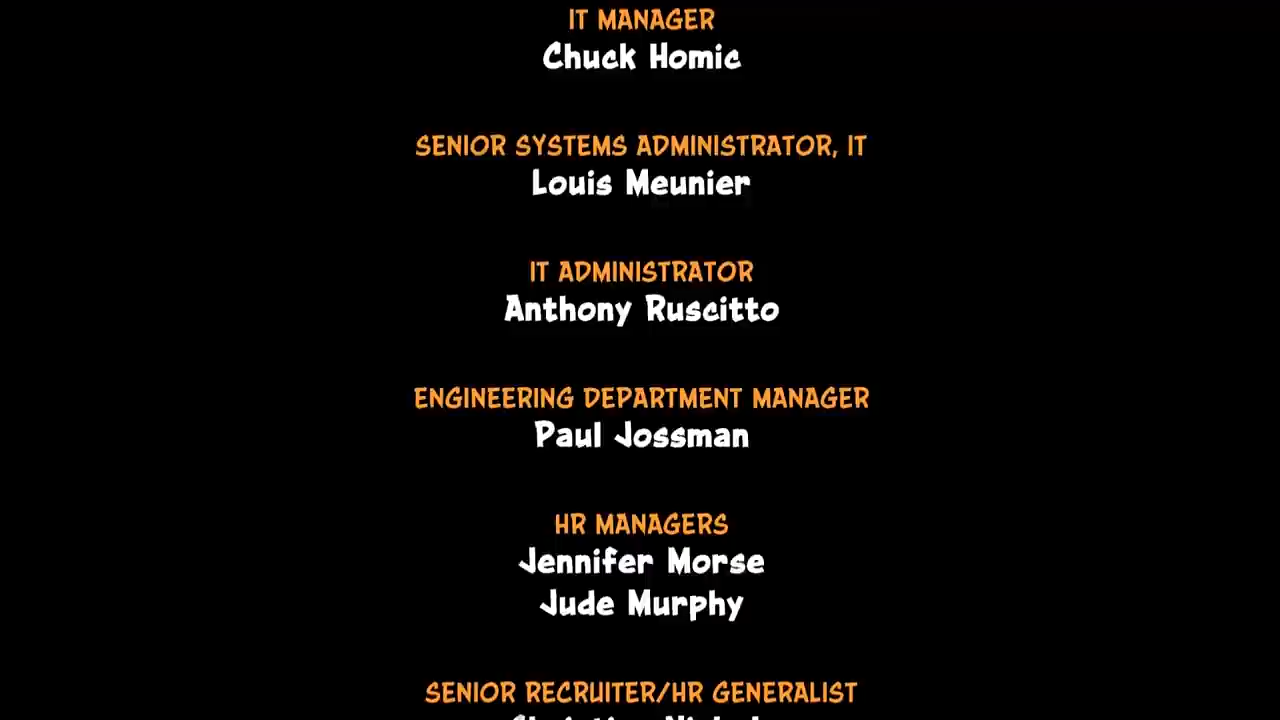 IT MANAGER
Chuck Homic
SENIOR SYSTEMS ADMINISTRATOR, IT
Louis Meunier
IT ADMINISTRATOR
Anthony Ruscitto
ENGINEERING DEPARTMENT MANAGER
Paul Jossman
HR MANAGERS
Jennifer Morse
Jude Murphy
SENIOR RECRUITER/HR GENERALIST